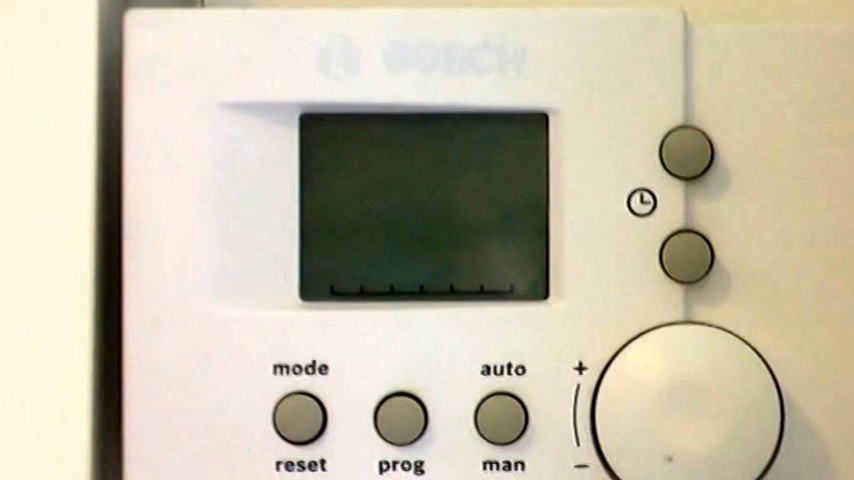 BOSCH
mode
auto
+
reset
prog
man
−